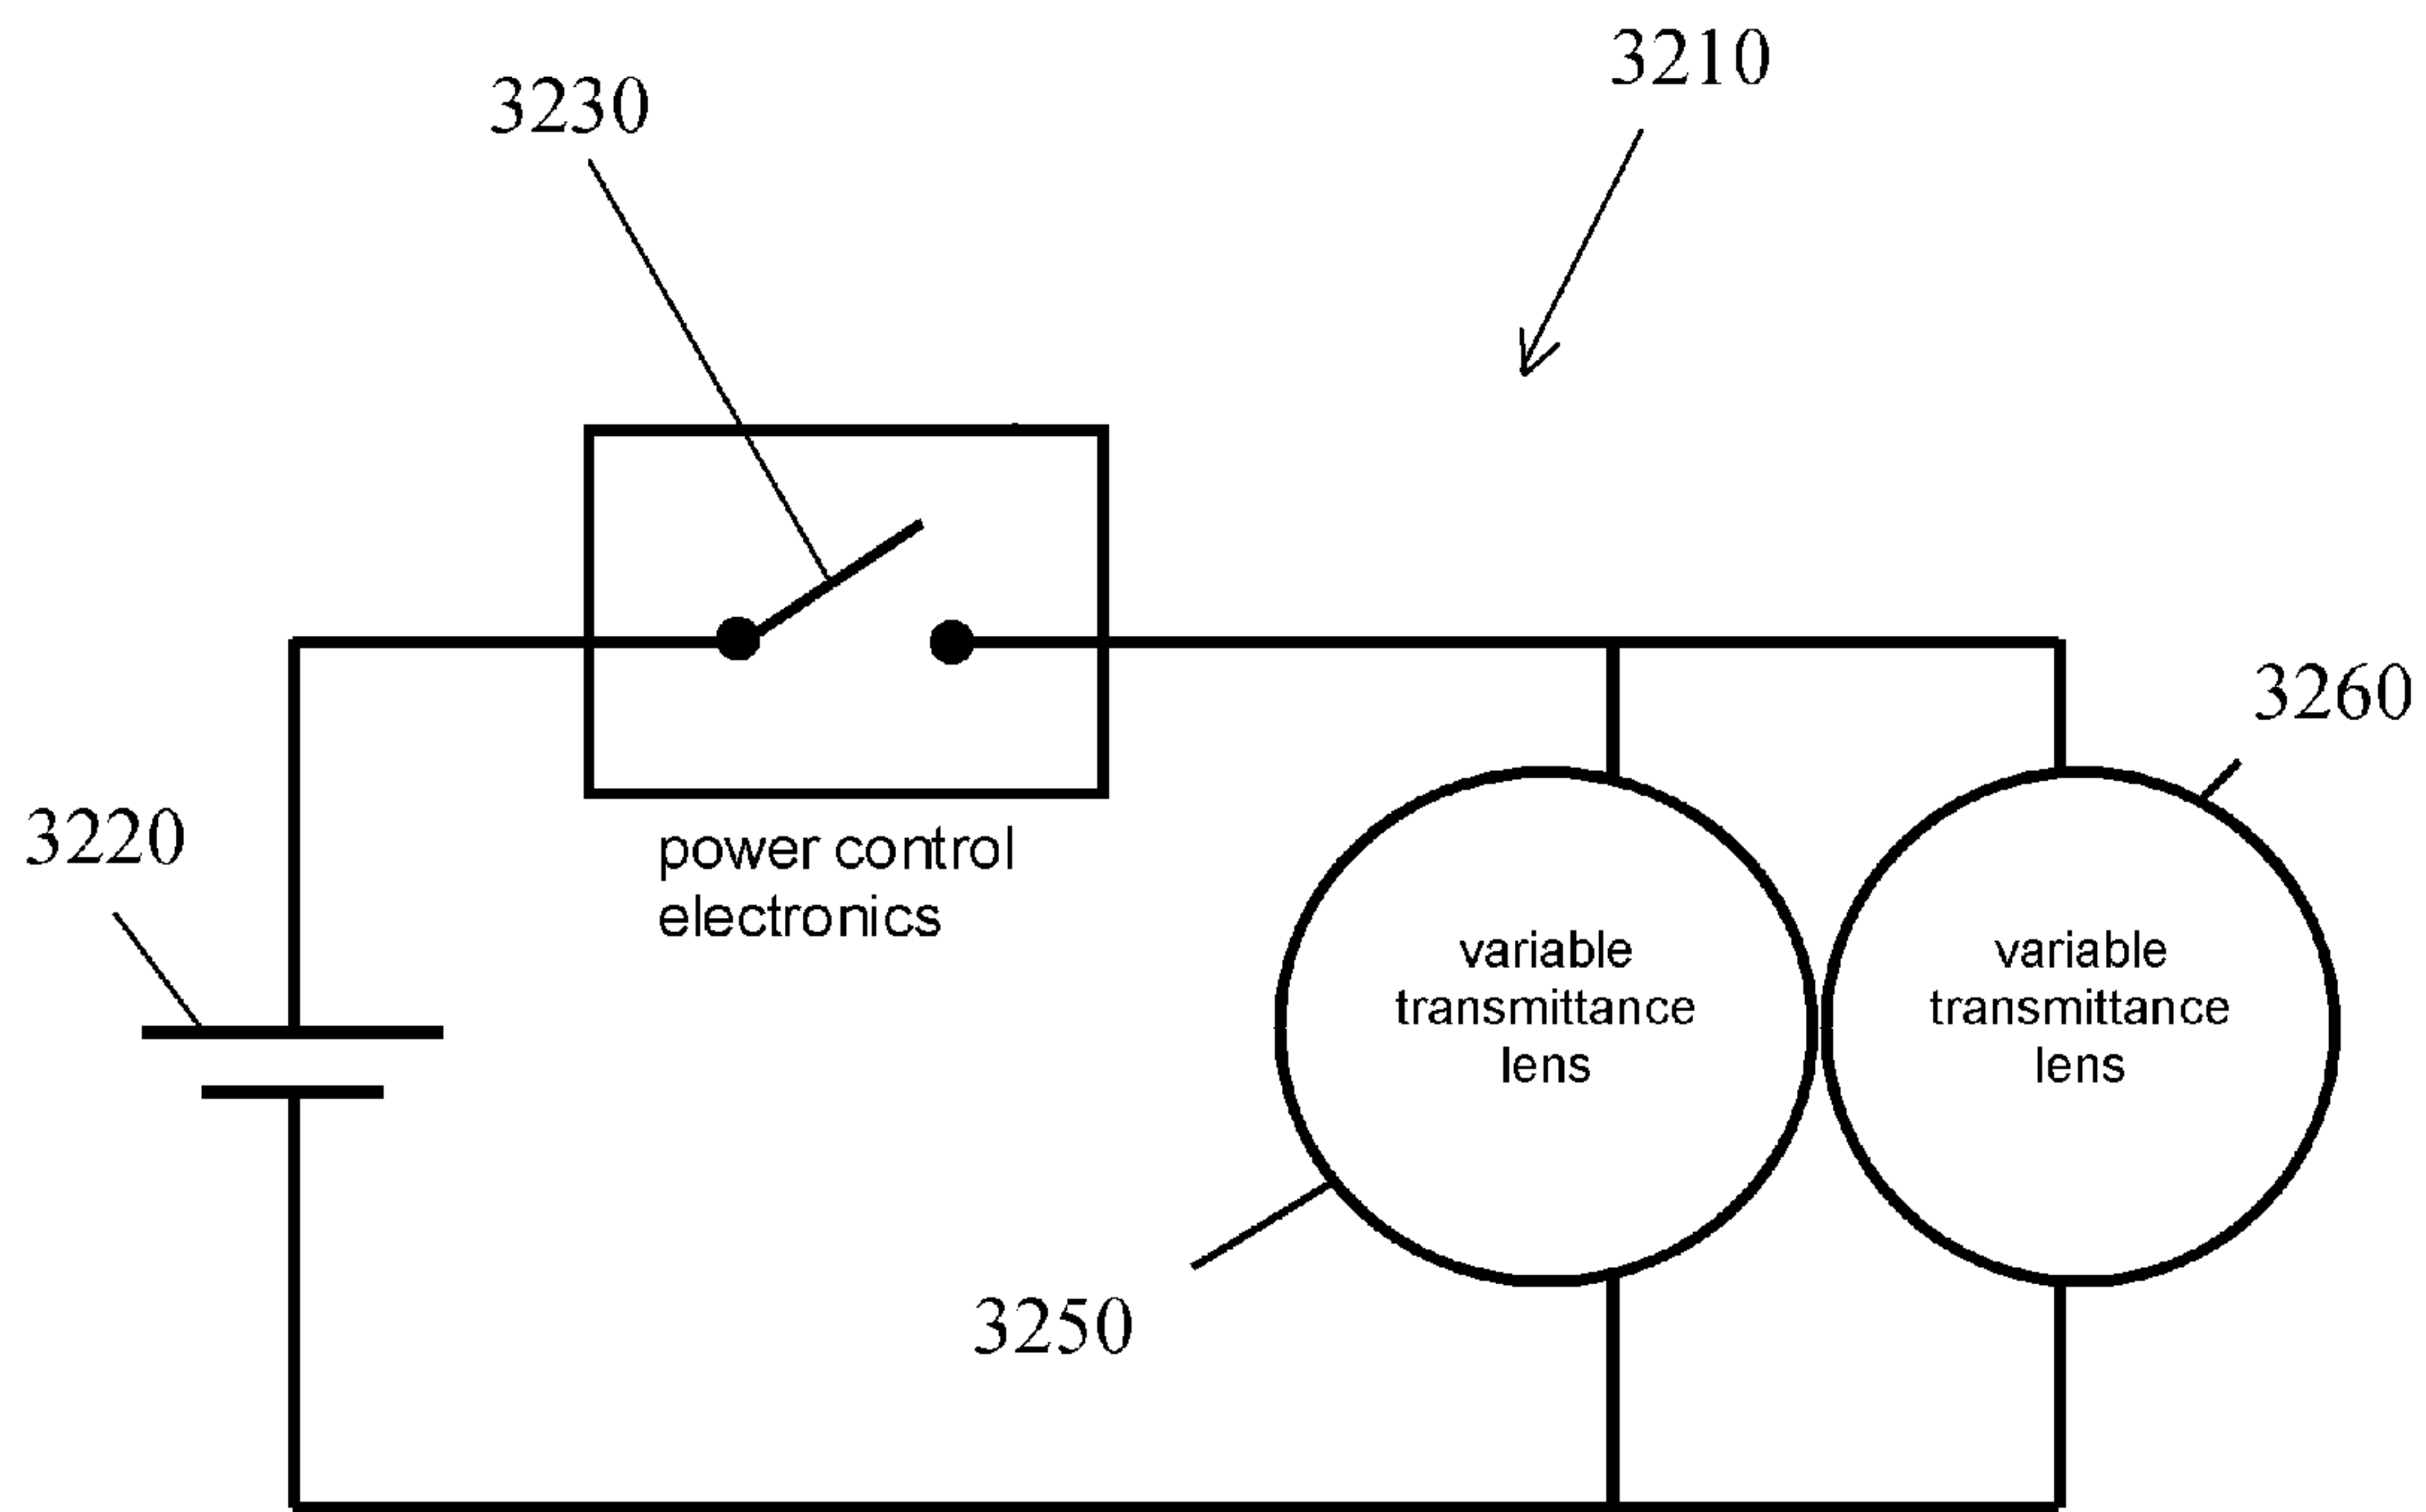 3210
3230
3260
3220
power control
electronics
variable
transmittance
lens
variable
transmittance
lens
3250